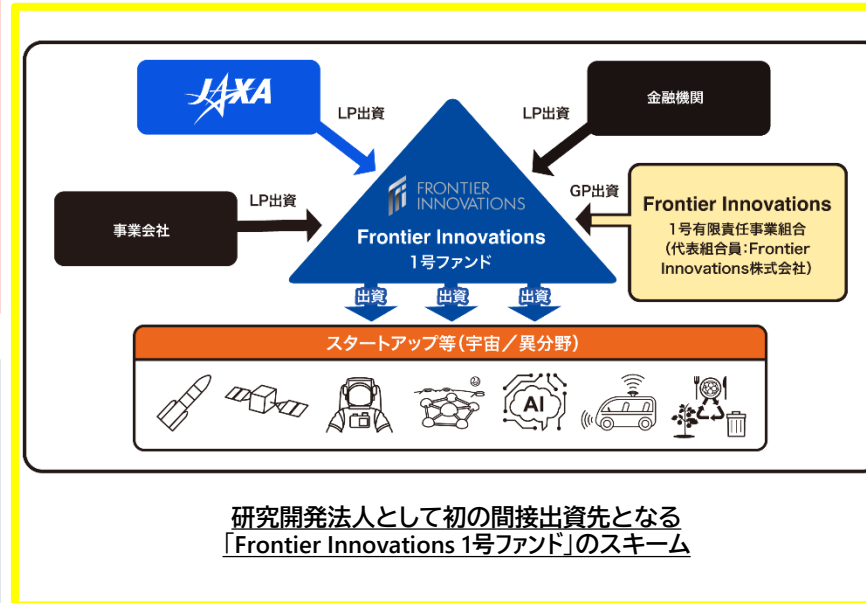 JAXA
LP出資
LP出資
金融機関
事業会社
LP出資
FRONTIER
INNOVATIONS
Frontier Innovations
1号ファンド
GP出資
Frontier Innovations
1号有限責任事業組合
(代表組合員:Frontier
Innovations株式会社)
出資
出資
出資
スタートアップ等(宇宙/異分野)
AI
研究開発法人として初の間接出資先となる
「Frontier Innovations 1号ファンド」のスキーム